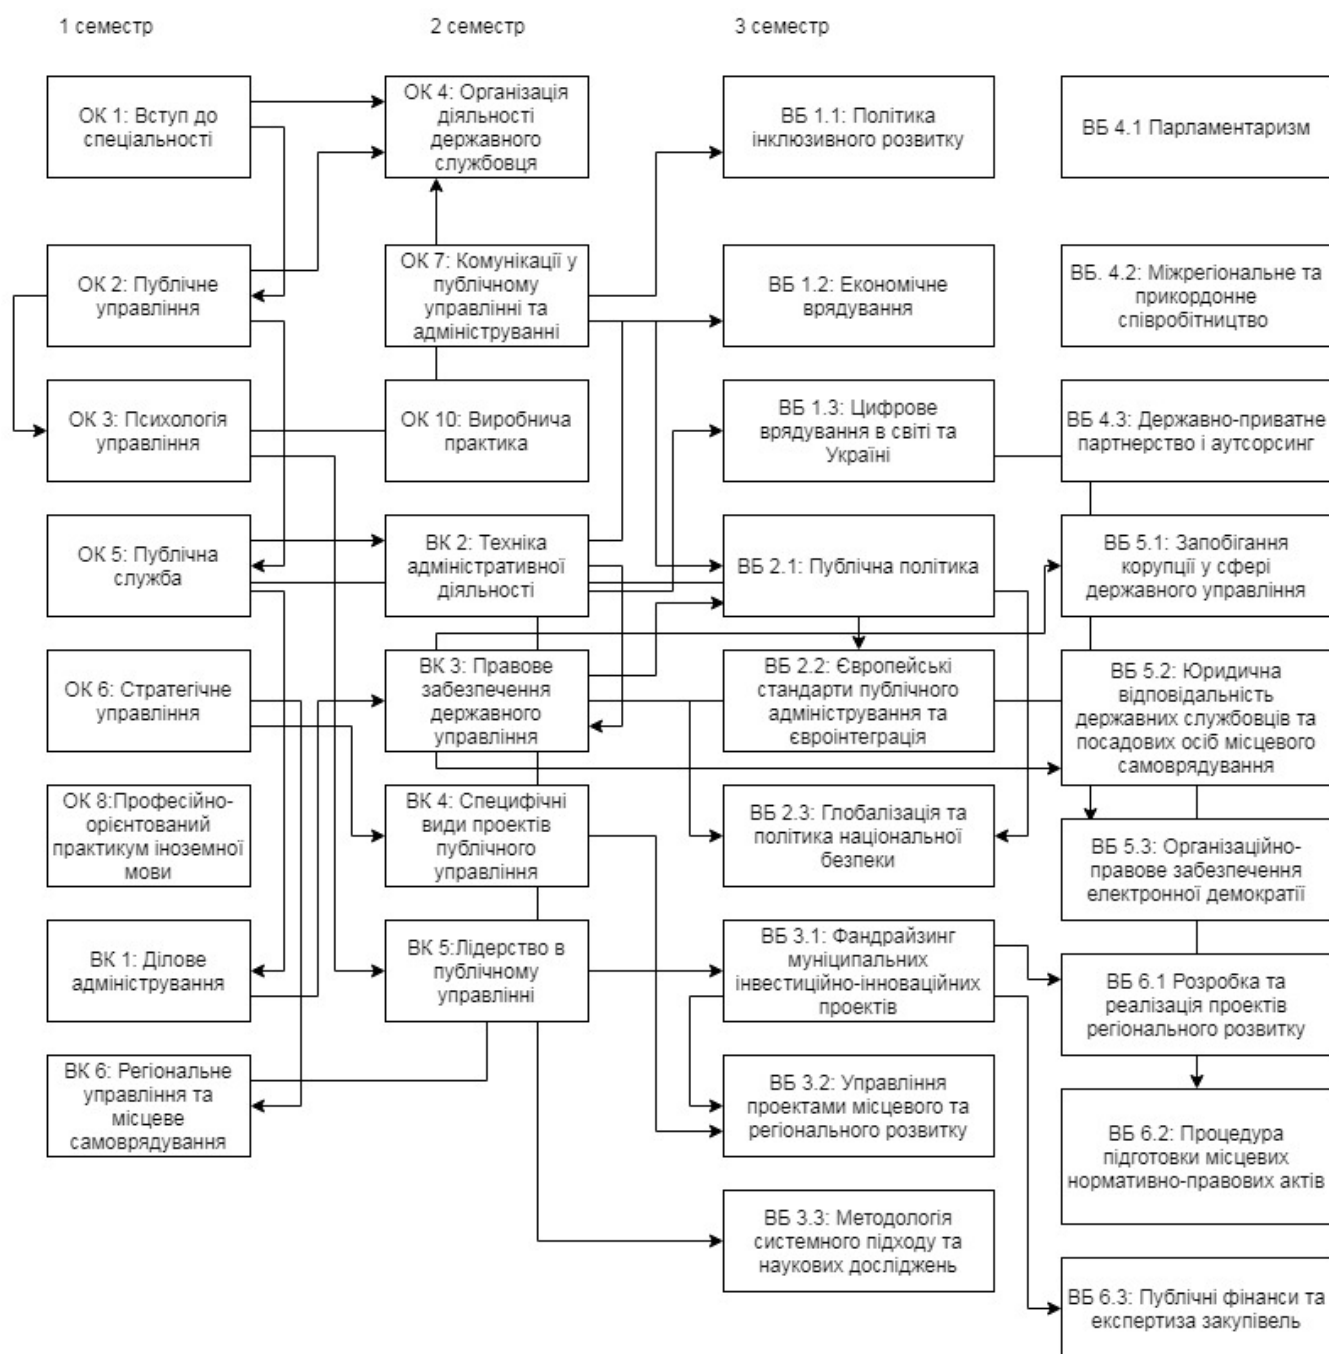 1 семестр
2 семестр
3 семестр
ОК 1: Вступ до
спеціальності
ОК 2: Публічне
управління
ОК 3: Психологія
управління
ОК 5: Публічна
служба
ОК 6: Стратегічне
управління
ОК 8:Професійно-
орієнтований
практикум іноземної
мови
ВК 1: Ділове
адміністрування
ВК 6: Регіональне
управління та
місцеве
самоврядування
ОК 4: Організація
діяльності
державного
службовця
ОК 7: Комунікації у
публічному
управлінні та
адмініструванні
ОК 10: Виробнича
практика
ВК 2: Техніка
адміністративної
діяльності
ВК 3: Правове
забезпечення
державного
управління
ВК 4: Специфічні
види проектів
публічного
управління
ВК 5:Лідерство в
публічному
управлінні
ВБ 1.1: Політика
інклюзивного розвитку
ВБ 1.2: Економічне
врядування
ВБ 1.3: Цифрове
врядування в світі та
Україні
ВБ 2.1: Публічна політика
ВБ 2.2: Європейські
стандарти публічного
адміністрування та
євроінтеграція
ВБ 2.3: Глобалізація та
політика національної
безпеки
ВБ 3.1: Фандрайзинг
муніципальних
інвестиційно-інноваційних
проектів
ВБ 3.2: Управління
проектами місцевого та
регіонального розвитку
ВБ 3.3: Методологія
системного підходу та
наукових досліджень
ВБ 4.1 Парламентаризм
ВБ. 4.2: Міжрегіональне та
прикордонне
співробітництво
ВБ 4.3: Державно-приватне
партнерство і аутсорсинг
ВБ 5.1: Запобігання
корупції у сфері
державного управління
ВБ 5.2: Юридична
відповідальність
державних службовців та
посадових осіб місцевого
самоврядування
ВБ 5.3: Організаційно-
правове забезпечення
електронної демократії
ВБ 6.1 Розробка та
реалізація проектів
регіонального розвитку
ВБ 6.2: Процедура
підготовки місцевих
нормативно-правових актів
ВБ 6.3: Публічні фінанси та
експертиза закупівель